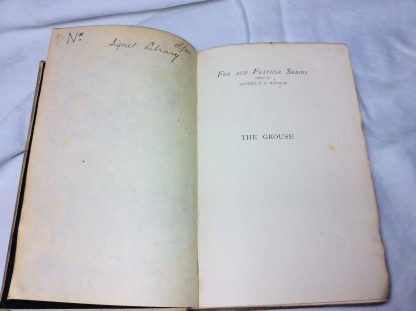 Nº
Signet Library
FUR AND FEATHER SERIES
EDITED BY
ALFRED E. T. WATSON
THE GROUSE